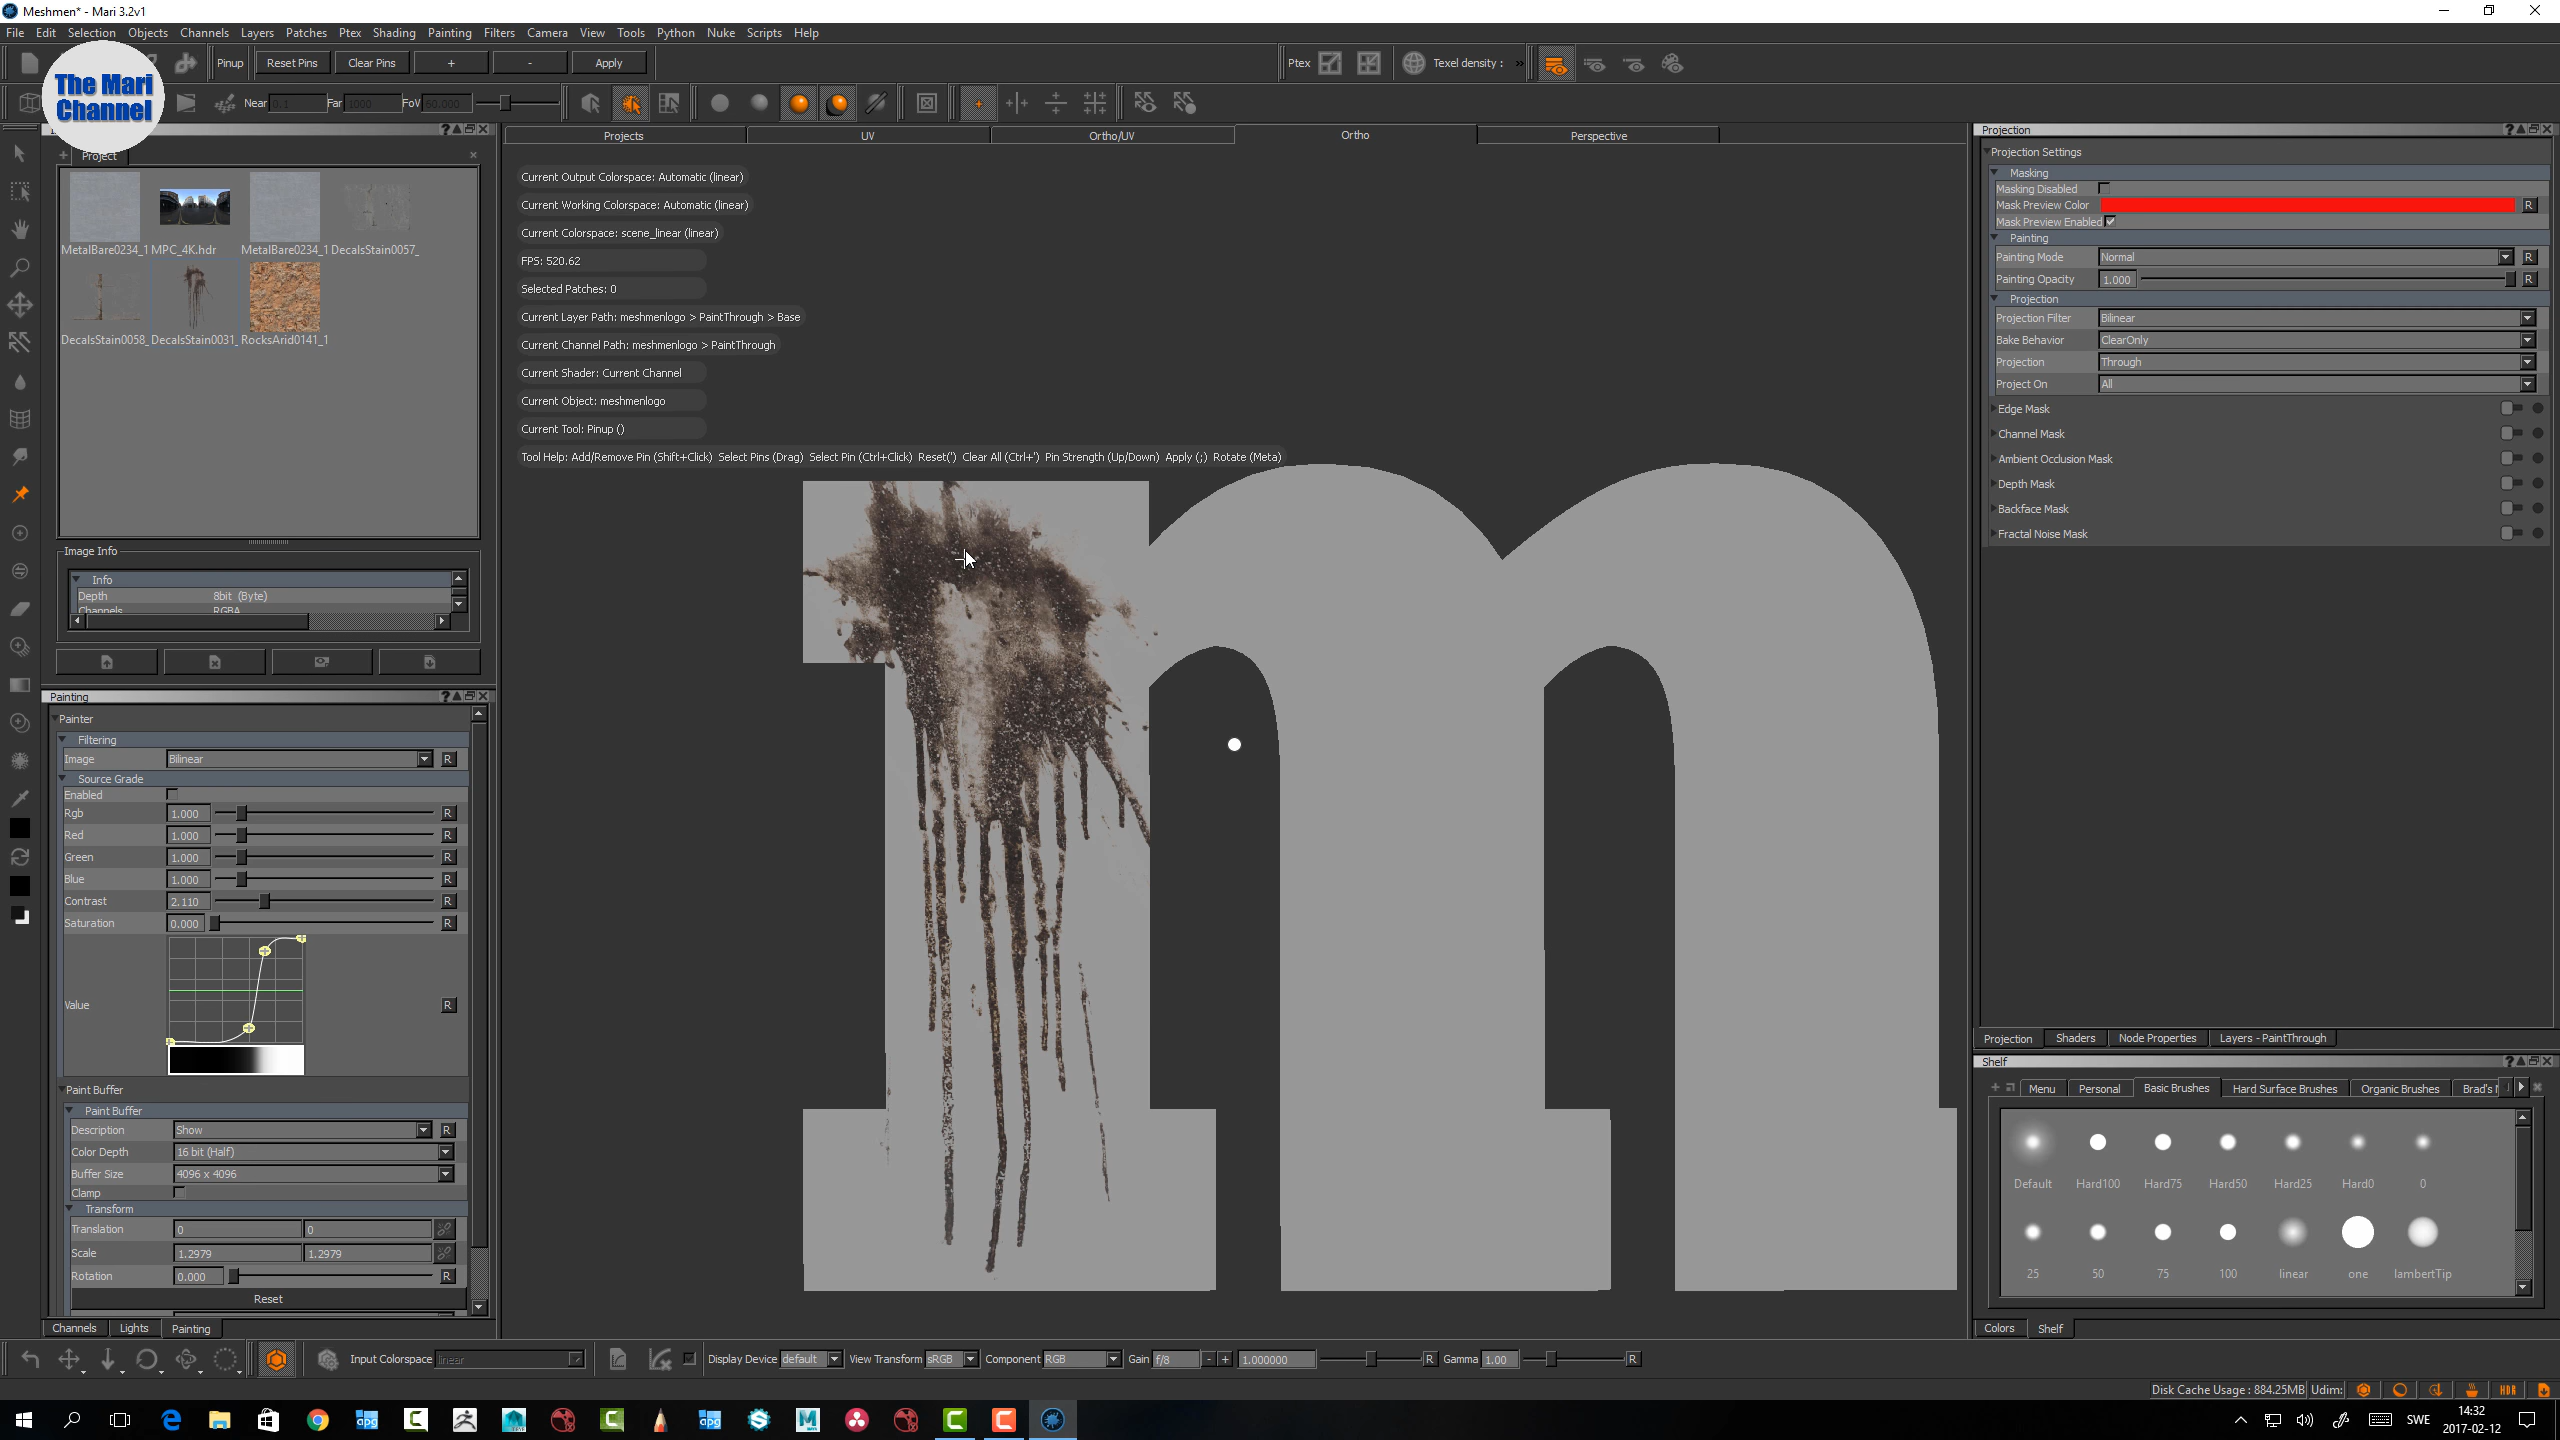 Meshmen* - Mari 3.2v1
File Edit Selection Objects Channels Layers Patches Ptex Shading Painting Filters Camera View Tools Python Nuke Scripts Help
Pinup Reset Pins Clear Pins + - Apply Ptex Texel density : »
The Mari
Channel
Near 0.1 Far 1000 FoV 60.000
Project
MetalBare0234_1 MPC_4K.hdr MetalBare0234_1 DecalsStain0057_
DecalsStain0058_ DecalsStain0031_ RocksArid0141_1
Image Info
Info
Depth 8bit (Byte)
Channels RGBA
Painting
Painter
Filtering
Image Bilinear R
Source Grade
Enabled
Rgb 1.000 R
Red 1.000 R
Green 1.000 R
Blue 1.000 R
Contrast 2.110 R
Saturation 0.000 R
Value R
Paint Buffer
Paint Buffer
Description Show R
Color Depth 16 bit (Half)
Buffer Size 4096 x 4096
Clamp
Transform
Translation 0 0
Scale 1.2979 1.2979
Rotation 0.000 R
Reset
Channels Lights Painting
Projects UV Ortho/UV Ortho Perspective
Current Output Colorspace: Automatic (linear)
Current Working Colorspace: Automatic (linear)
Current Colorspace: scene_linear (linear)
FPS: 520.62
Selected Patches: 0
Current Layer Path: meshmenlogo > PaintThrough > Base
Current Channel Path: meshmenlogo > PaintThrough
Current Shader: Current Channel
Current Object: meshmenlogo
Current Tool: Pinup ()
Tool Help: Add/Remove Pin (Shift+Click) Select Pins (Drag) Select Pin (Ctrl+Click) Reset(') Clear All (Ctrl+') Pin Strength (Up/Down) Apply (;) Rotate (Meta)
Projection
Projection Settings
Masking
Masking Disabled
Mask Preview Color R
Mask Preview Enabled
Painting
Painting Mode Normal R
Painting Opacity 1.000 R
Projection
Projection Filter Bilinear
Bake Behavior ClearOnly
Projection Through
Project On All
Edge Mask
Channel Mask
Ambient Occlusion Mask
Depth Mask
Backface Mask
Fractal Noise Mask
Projection Shaders Node Properties Layers - PaintThrough
Shelf
Menu Personal Basic Brushes Hard Surface Brushes Organic Brushes Brad's
Default Hard100 Hard75 Hard50 Hard25 Hard0 0
25 50 75 100 linear one lambertTip
Colors Shelf
Input Colorspace linear Display Device default View Transform sRGB Component RGB Gain f/8 - + 1.000000 R Gamma 1.00 R
Disk Cache Usage : 884.25MB Udim: HDR
SWE
14:32
2017-02-12